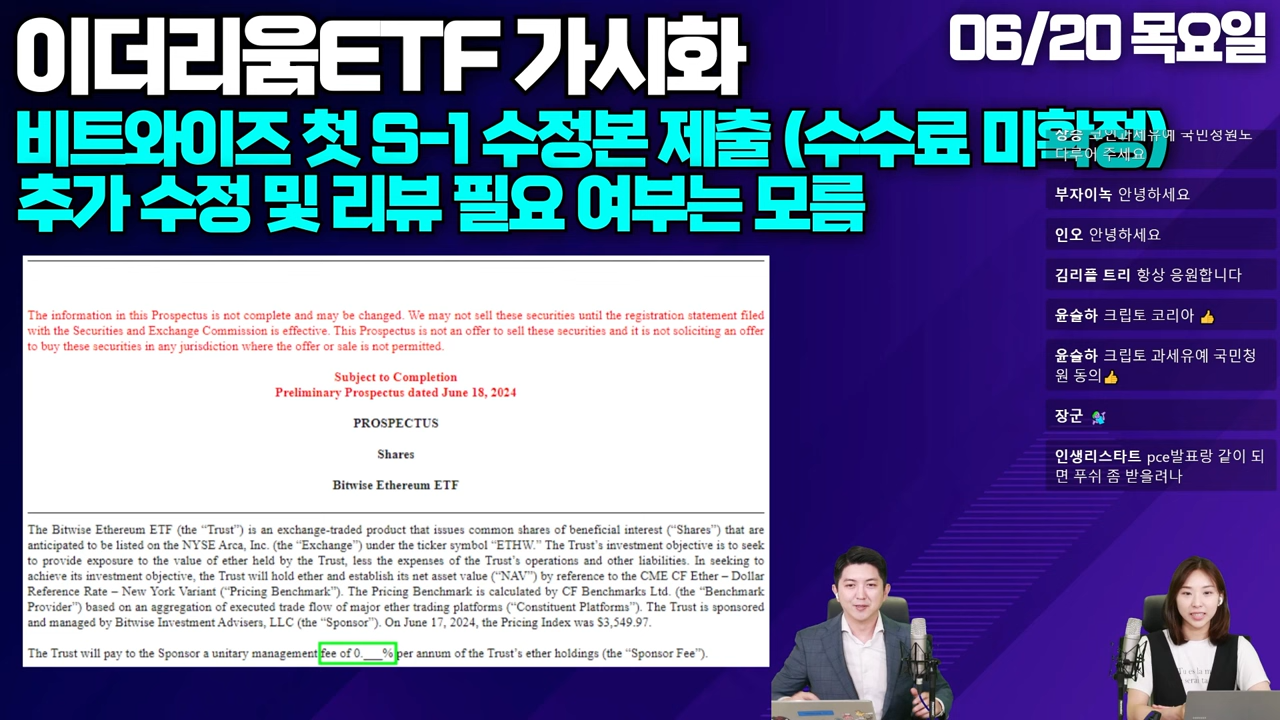 이더리움ETF 가시화
06/20 목요일
비트와이즈 첫 S-1 수정본 제출 (수수료 미확정)
추가 수정 및 리뷰 필요 여부는 모름
The information in this Prospectus is not complete and may be changed. We may not sell these securities until the registration statement filed
with the Securities and Exchange Commission is effective. This Prospectus is not an offer to sell these securities and it is not soliciting an offer
to buy these securities in any jurisdiction where the offer or sale is not permitted.
Subject to Completion
Preliminary Prospectus dated June 18, 2024
PROSPECTUS
Shares
Bitwise Ethereum ETF
The Bitwise Ethereum ETF (the “Trust”) is an exchange-traded product that issues common shares of beneficial interest (“Shares”) that are
anticipated to be listed on the NYSE Arca, Inc. (the “Exchange”) under the ticker symbol “ETHW.” The Trust’s investment objective is to seek
to provide exposure to the value of ether held by the Trust, less the expenses of the Trust’s operations and other liabilities. In seeking to
achieve its investment objective, the Trust will hold ether and establish its net asset value (“NAV”) by reference to the CME CF Ether – Dollar
Reference Rate – New York Variant (“Pricing Benchmark”). The Pricing Benchmark is calculated by CF Benchmarks Ltd. (the “Benchmark
Provider”) based on an aggregation of executed trade flow of major ether trading platforms (“Constituent Platforms”). The Trust is sponsored
and managed by Bitwise Investment Advisers, LLC (the “Sponsor”). On June 17, 2024, the Pricing Index was $3,549.97.
The Trust will pay to the Sponsor a unitary management fee of 0.___% per annum of the Trust’s ether holdings (the “Sponsor Fee”).
코인과세유예 국민청원도
다루어 주세요
부자이녹 안녕하세요
인오 안녕하세요
김리플 트리 항상 응원합니다
윤슬하 크립토 코리아 👍
윤슬하 크립토 과세유예 국민청
원 동의👍
장군
인생리스타트 pce발표랑 같이 되
면 푸쉬 좀 받을려나